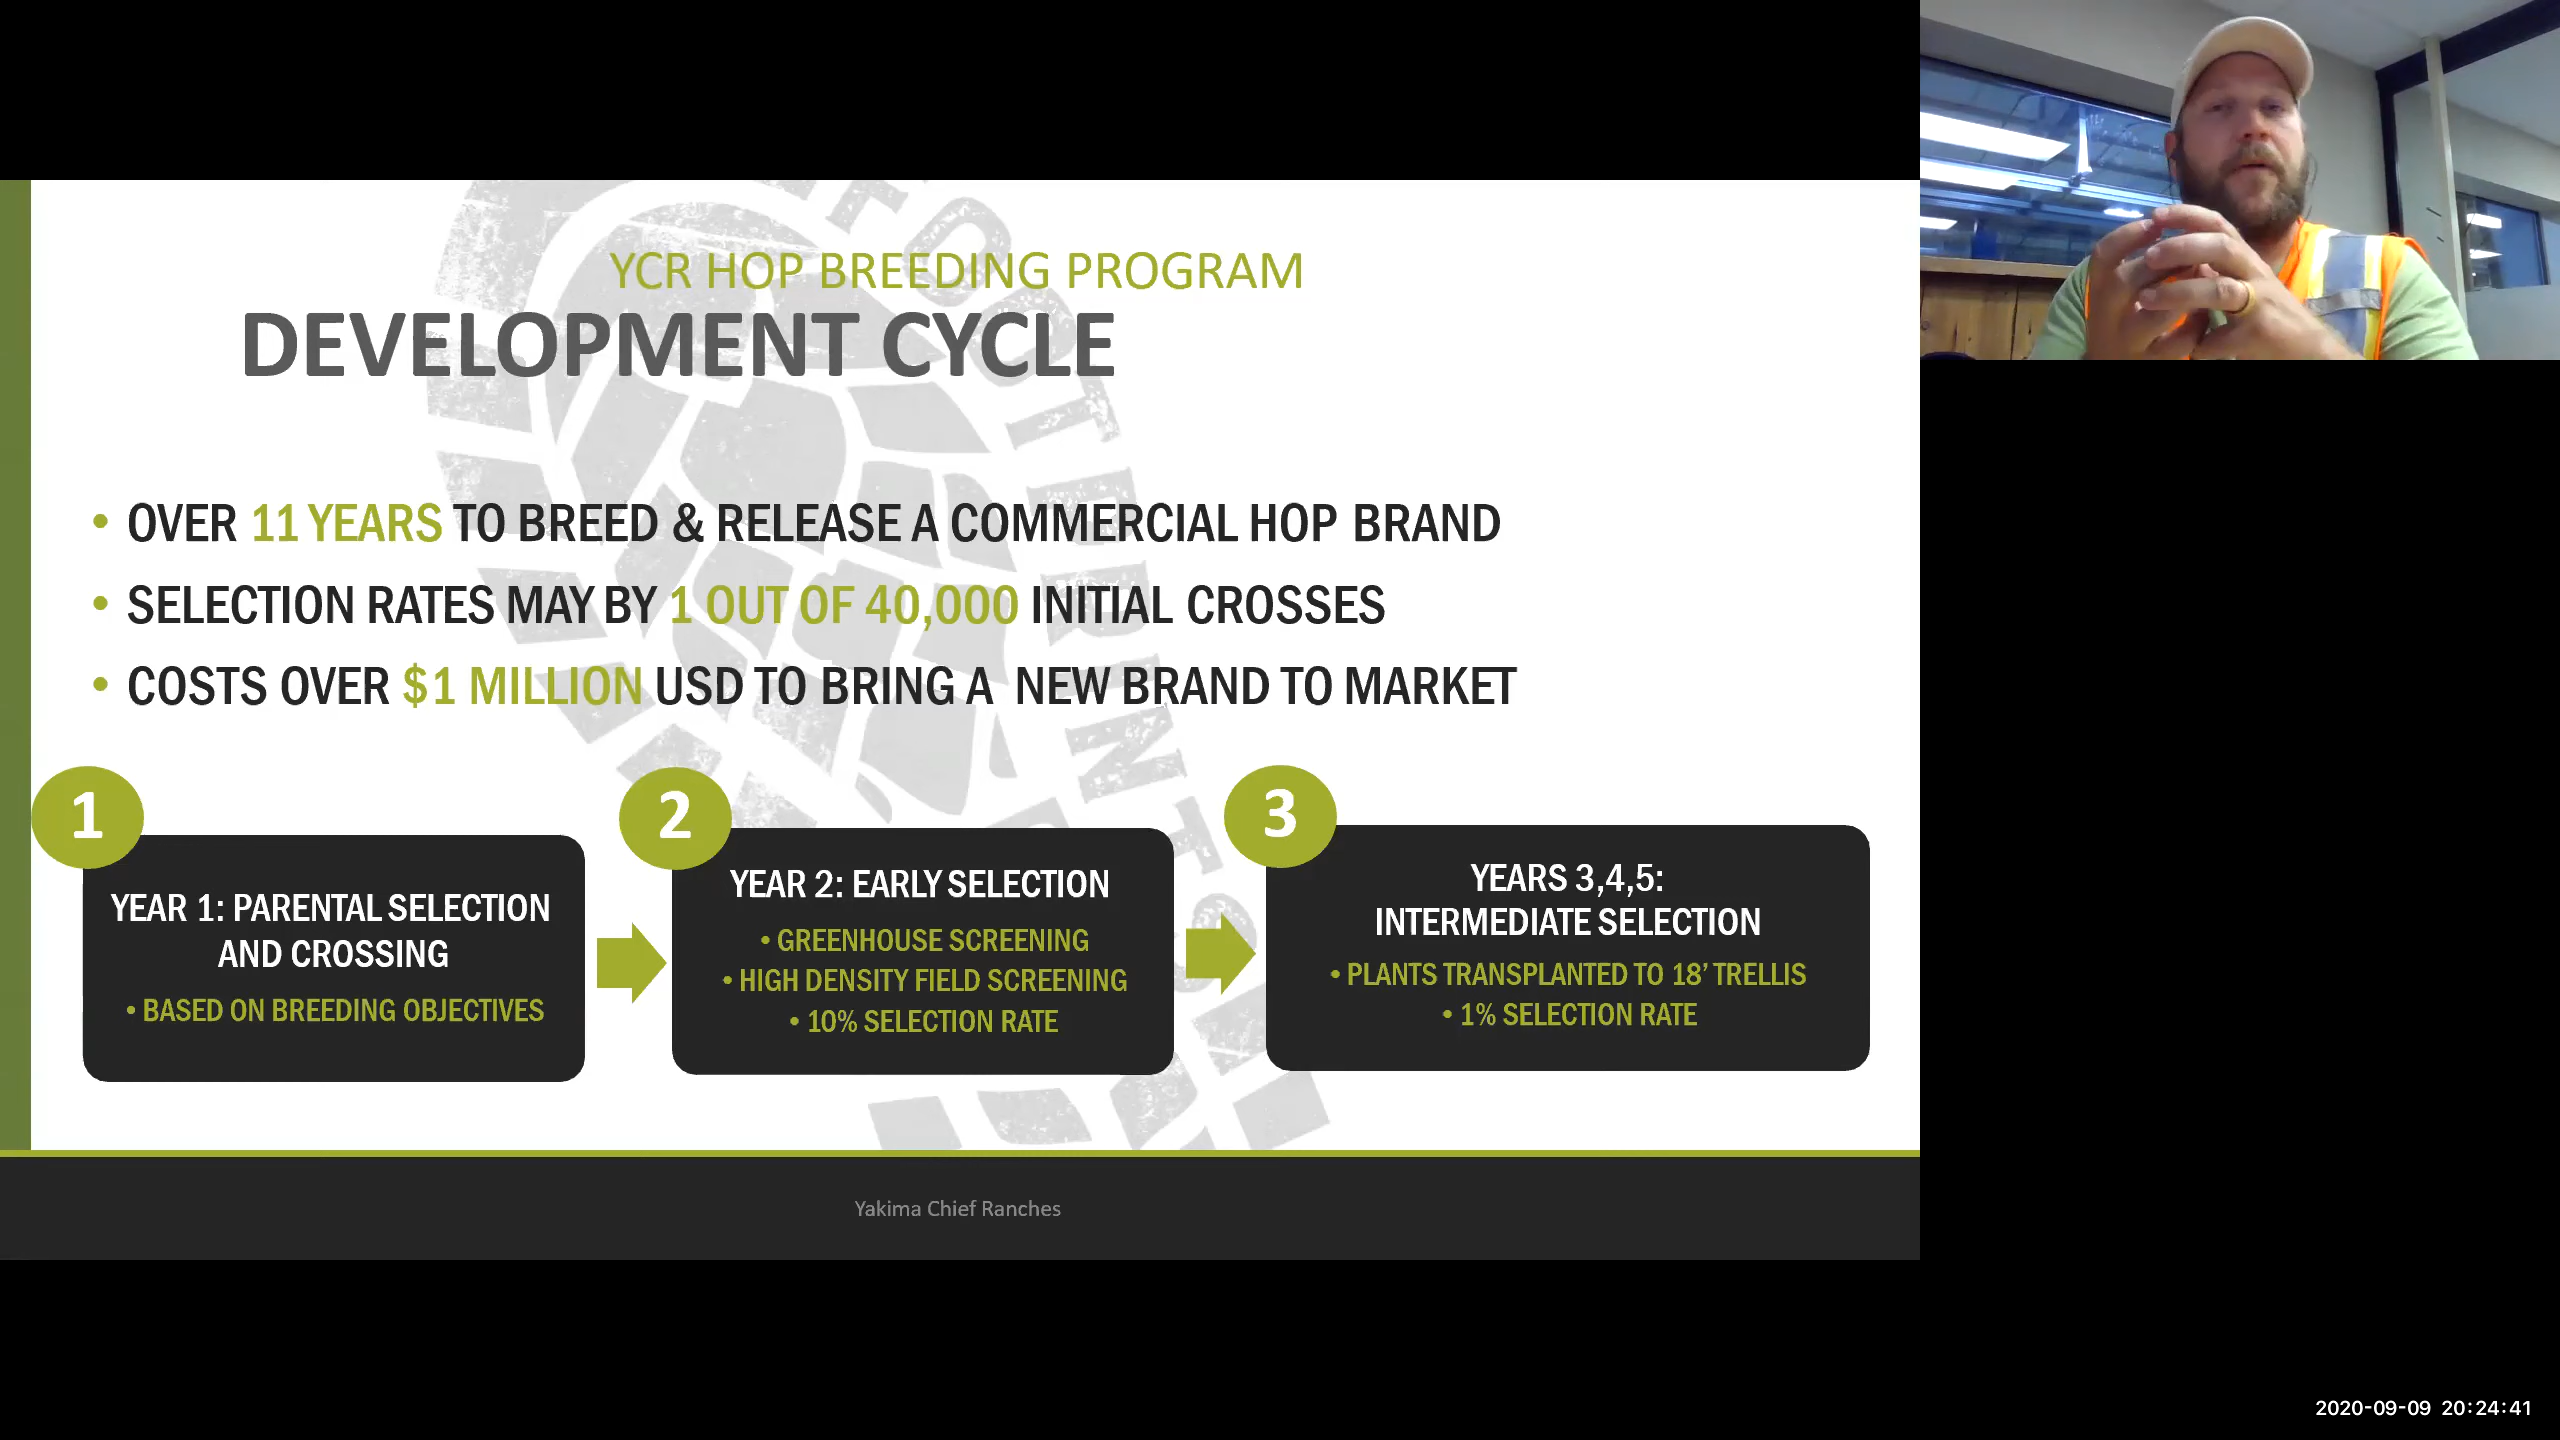 YCR HOP BREEDING PROGRAM
DEVELOPMENT CYCLE
• OVER 11 YEARS TO BREED & RELEASE A COMMERCIAL HOP BRAND
• SELECTION RATES MAY BY 1 OUT OF 40,000 INITIAL CROSSES
• COSTS OVER $1 MILLION USD TO BRING A NEW BRAND TO MARKET
1
YEAR 1: PARENTAL SELECTION
AND CROSSING
• BASED ON BREEDING OBJECTIVES
2
YEAR 2: EARLY SELECTION
• GREENHOUSE SCREENING
• HIGH DENSITY FIELD SCREENING
• 10% SELECTION RATE
3
YEARS 3,4,5:
INTERMEDIATE SELECTION
• PLANTS TRANSPLANTED TO 18’ TRELLIS
• 1% SELECTION RATE
Yakima Chief Ranches
2020-09-09 20:24:41